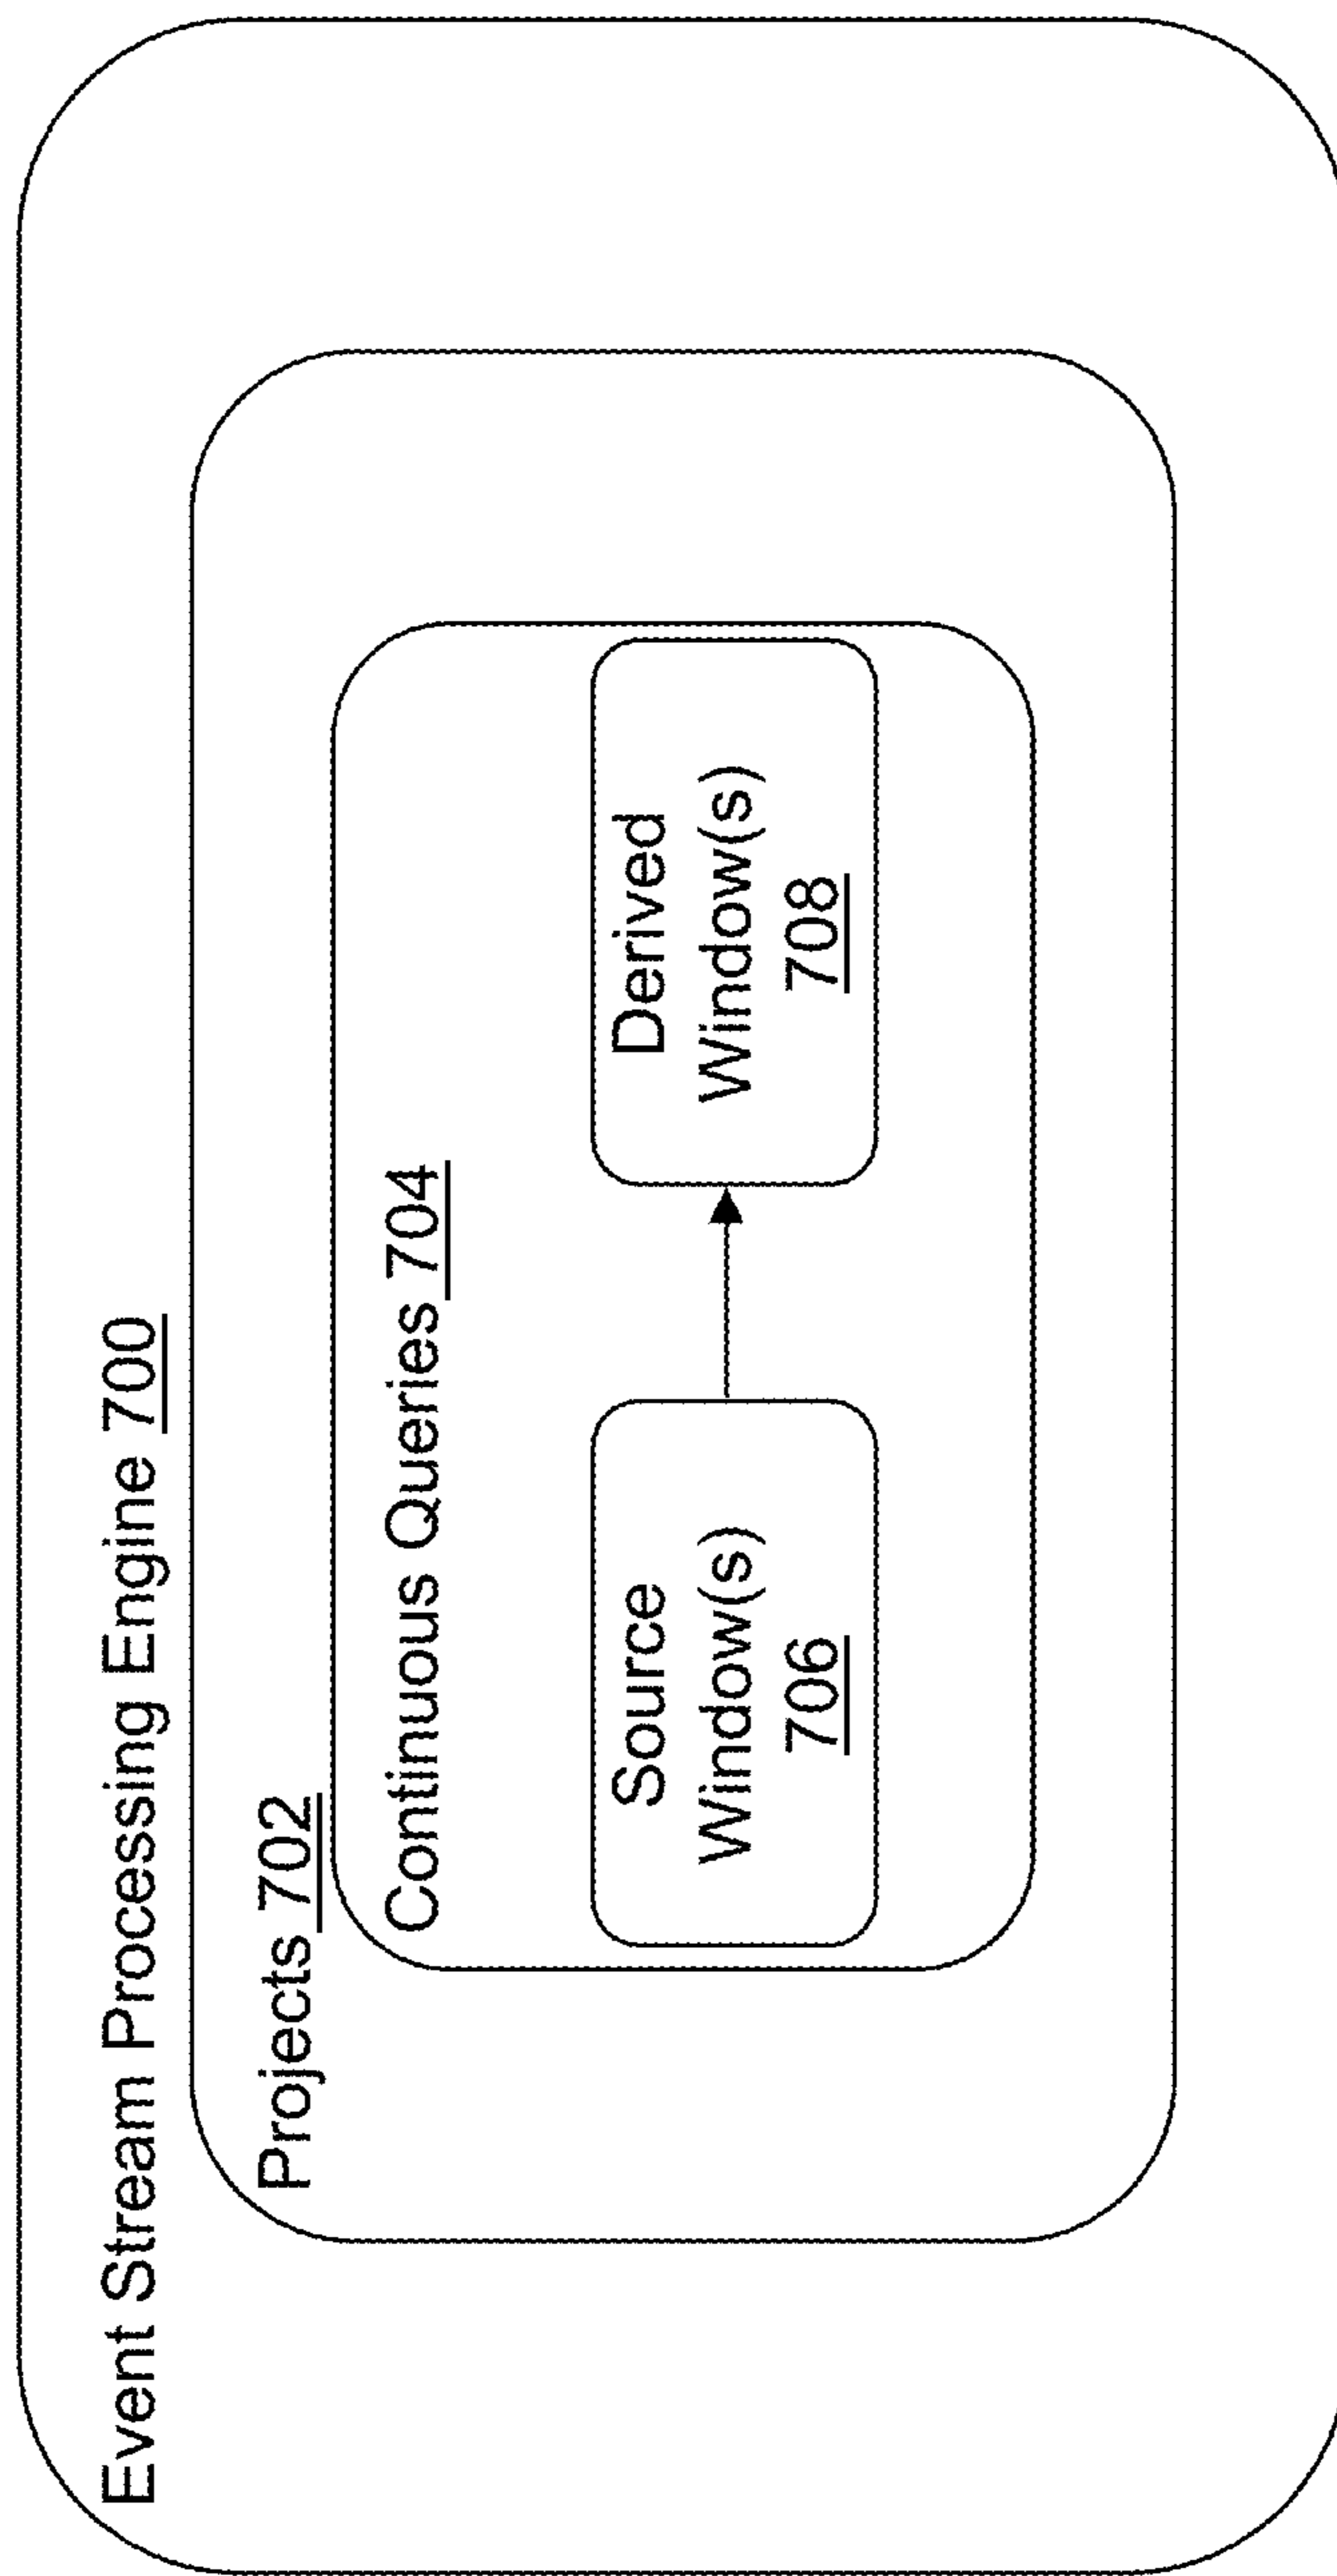 Event Stream Processing Engine 700
Projects 702
Continuous Queries 704
Source
Window(s)
706
Derived
Window(s)
708